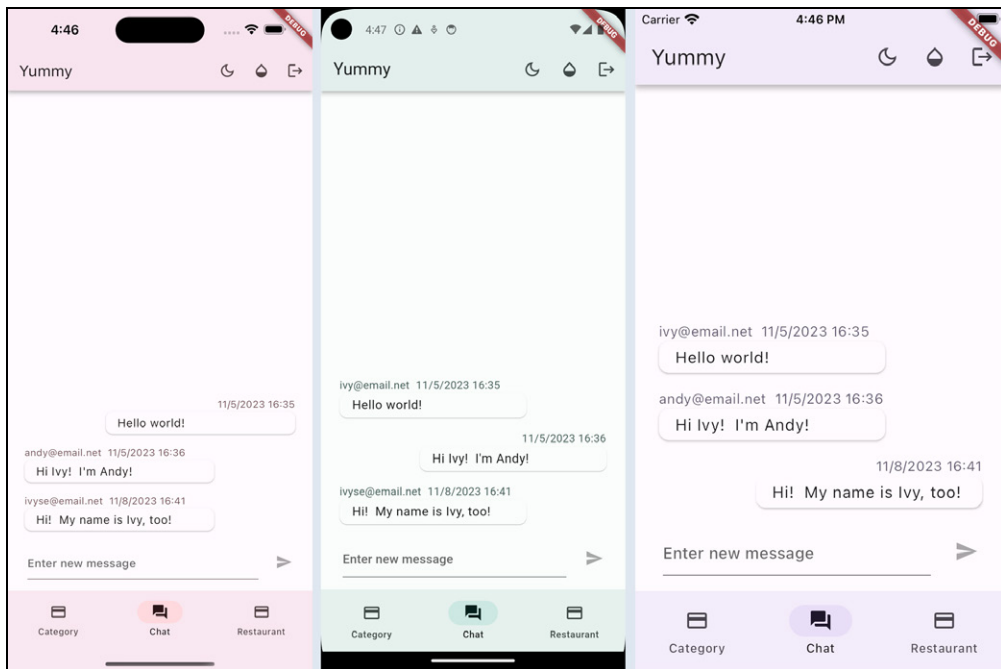 4:46
DEBUG
Yummy
11/5/2023 16:35
Hello world!
andy@email.net 11/5/2023 16:36
Hi Ivy! I'm Andy!
ivyse@email.net 11/8/2023 16:41
Hi! My name is Ivy, too!
Enter new message
Category
Chat
Restaurant
4:47
DEBUG
Yummy
ivy@email.net 11/5/2023 16:35
Hello world!
11/5/2023 16:36
Hi Ivy! I'm Andy!
ivyse@email.net 11/8/2023 16:41
Hi! My name is Ivy, too!
Enter new message
Category
Chat
Restaurant
Carrier
4:46 PM
DEBUG
Yummy
ivy@email.net 11/5/2023 16:35
Hello world!
andy@email.net 11/5/2023 16:36
Hi Ivy! I'm Andy!
11/8/2023 16:41
Hi! My name is Ivy, too!
Enter new message
Category
Chat
Restaurant